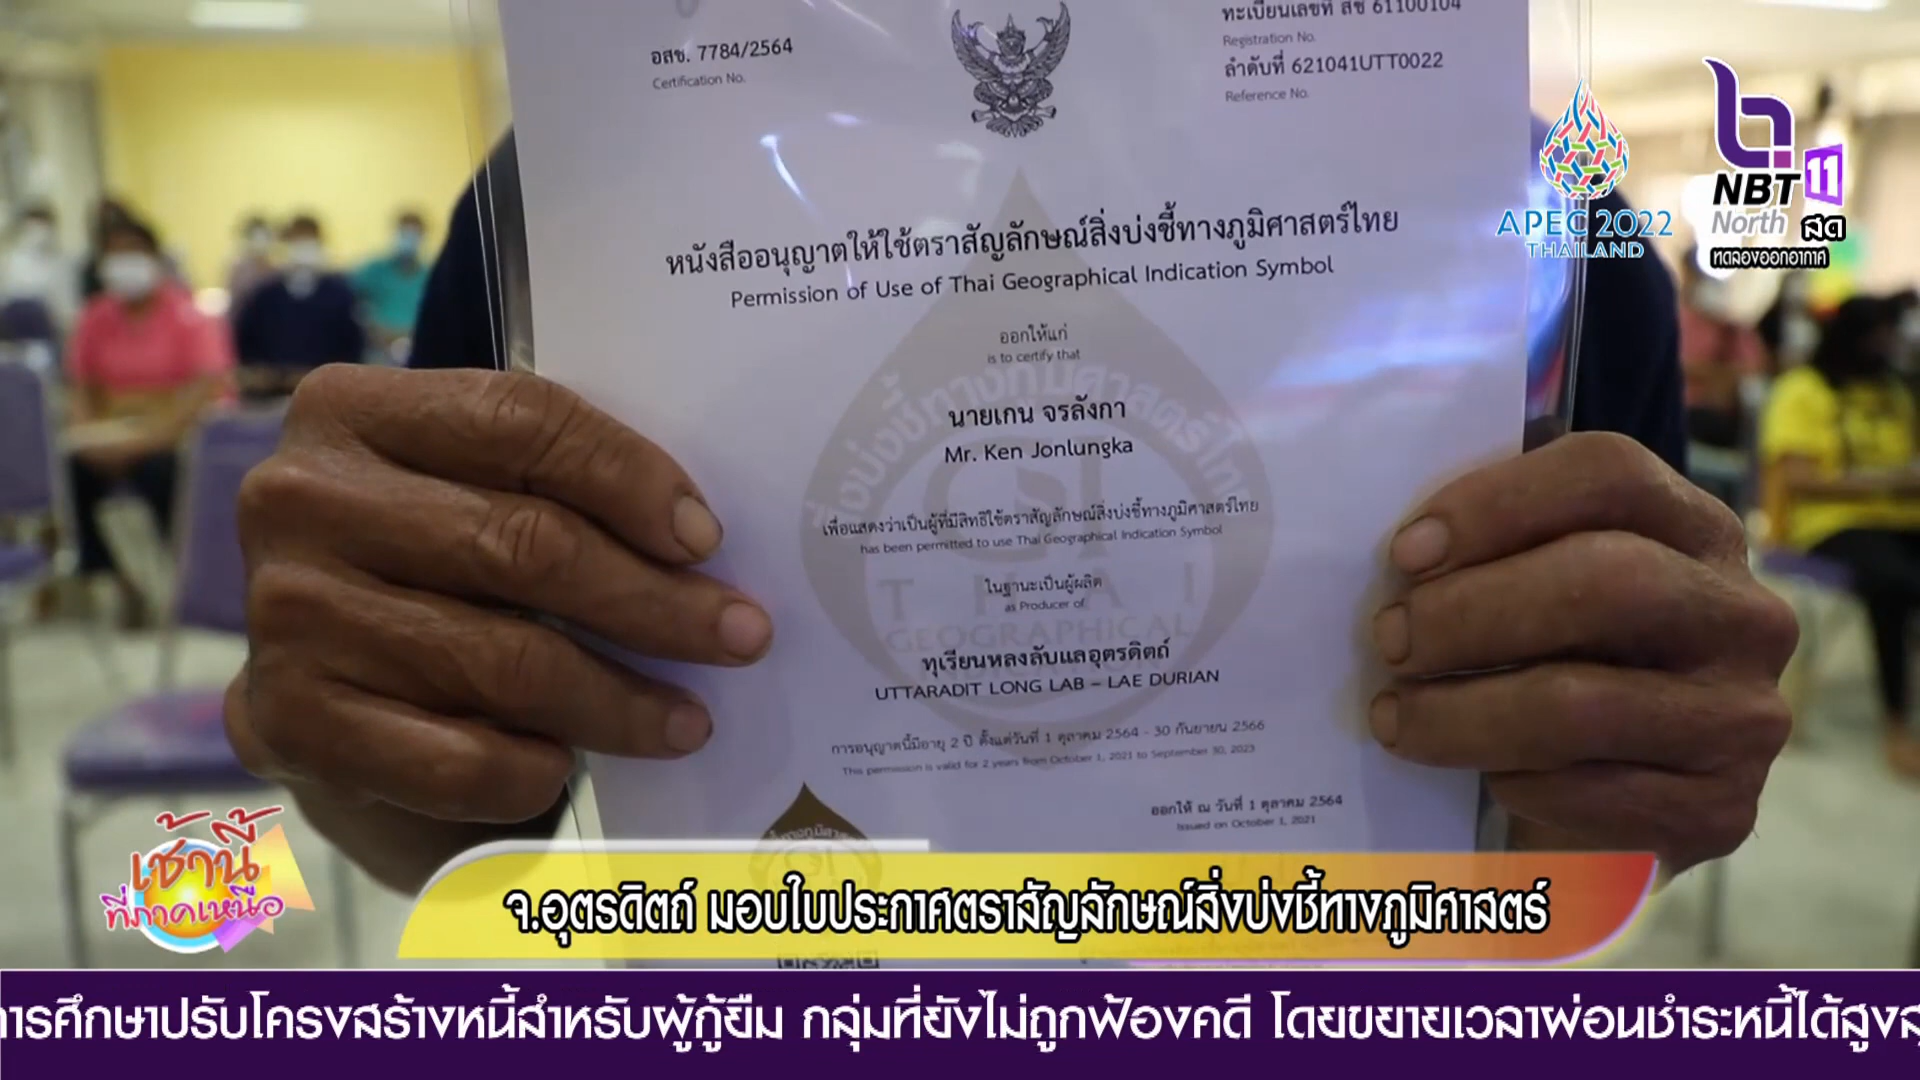 อสช. 7784/2564
Certification No.
ทะเบียนเลขที่ สช 61100104
Registration No.
ลำดับที่ 621041UTT0022
Reference No.
APEC 2022
THAILAND
NBT 11
North สด
ทดลองออกอากาศ
หนังสืออนุญาตให้ใช้ตราสัญลักษณ์สิ่งบ่งชี้ทางภูมิศาสตร์ไทย
Permission of Use of Thai Geographical Indication Symbol
ออกให้แก่
is to certify that
นายเกน จรลังกา
Mr. Ken Jonlungka
เพื่อแสดงว่าเป็นผู้ที่มีสิทธิใช้ตราสัญลักษณ์สิ่งบ่งชี้ทางภูมิศาสตร์ไทย
has been permitted to use Thai Geographical Indication Symbol
ในฐานะเป็นผู้ผลิต
as Producer of
THAI
GEOGRAPHICAL
ทุเรียนหลงลับแลอุตรดิตถ์
UTTARADIT LONG LAB – LAE DURIAN
การอนุญาตนี้มีอายุ 2 ปี ตั้งแต่วันที่ 1 ตุลาคม 2564 - 30 กันยายน 2566
This permission is valid for 2 years from October 1, 2021 to September 30, 2023
ออกให้ ณ วันที่ 1 ตุลาคม 2564
Issued on October 1, 2021
เช้านี้
ที่ภาคเหนือ
จ.อุตรดิตถ์ มอบใบประกาศตราสัญลักษณ์สิ่งบ่งชี้ทางภูมิศาสตร์
การศึกษาปรับโครงสร้างหนี้สำหรับผู้กู้ยืม กลุ่มที่ยังไม่ถูกฟ้องคดี โดยขยายเวลาผ่อนชำระหนี้ได้สูงส